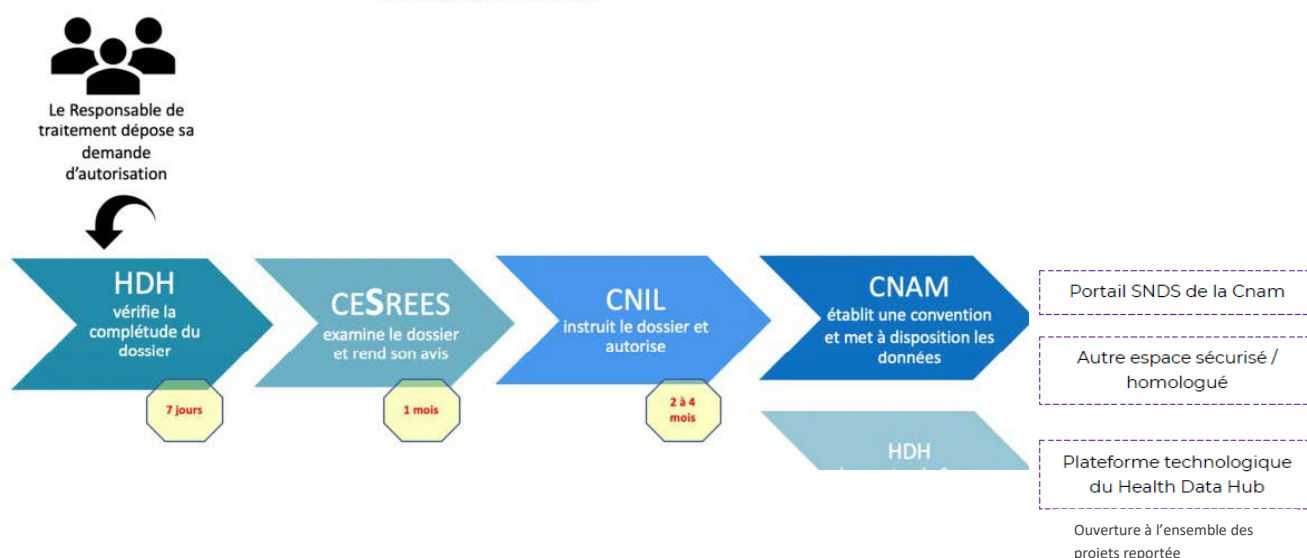 Le Responsable de
traitement dépose sa
demande
d'autorisation
HDH
vérifie la
complétude du
dossier
7 jours
CESREES
examine le dossier
et rend son avis
1 mois
CNIL
instruit le dossier et
autorise
2 à 4
mois
CNAM
établit une convention
et met à disposition les
données
HDH
Portail SNDS de la Cnam
Autre espace sécurisé /
homologué
Plateforme technologique
du Health Data Hub
Ouverture à l'ensemble des
projets reportée